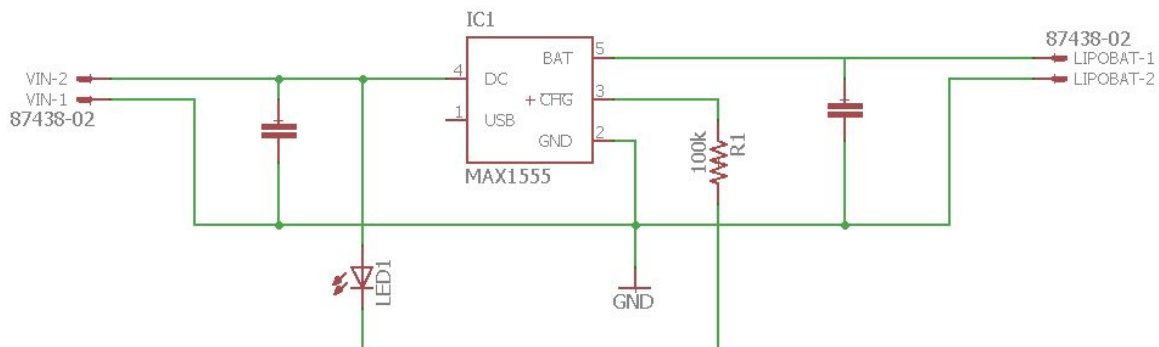 IC1
87438-02
VIN-2
VIN-1
87438-02
4
DC
1
USB
BAT
5
+ CHG
3
GND
2
MAX1555
100k
R1
LIPOBAT-1
LIPOBAT-2
+
+
LED1
GND